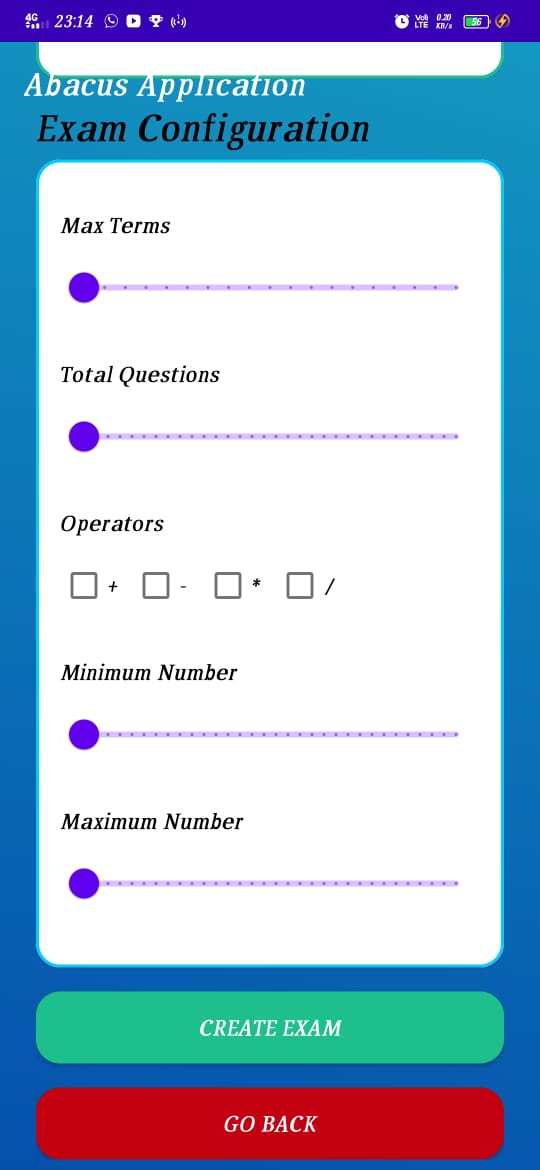 4G 23:14 Vo) LTE 0.20 KB/s 56
Abacus Application
Exam Configuration
Max Terms
Total Questions
Operators
+ - * /
Minimum Number
Maximum Number
CREATE EXAM
GO BACK